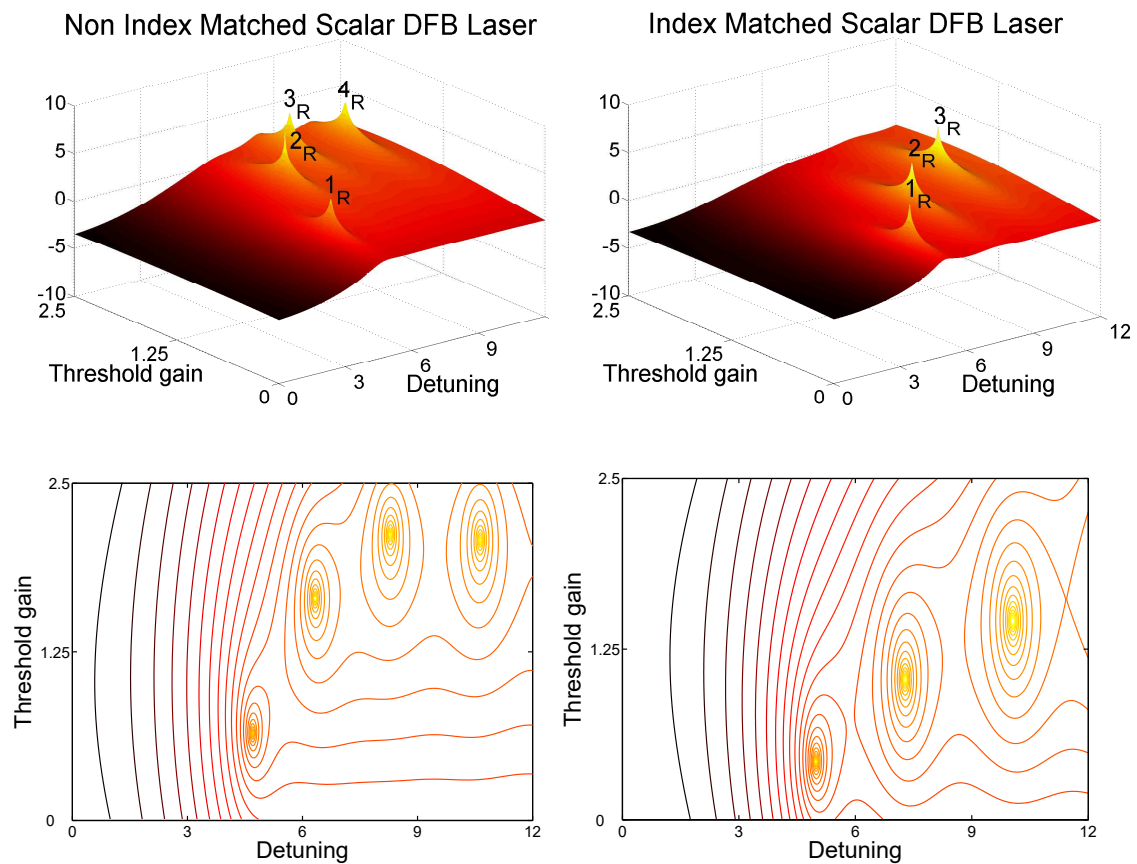 Non Index Matched Scalar DFB Laser
10
5
0
-5
-10
2.5
1.25
0
Threshold gain
0
3
6
9
Detuning
1R
2R
3R
4R
Index Matched Scalar DFB Laser
10
5
0
-5
-10
2.5
1.25
0
Threshold gain
0
3
6
9
12
Detuning
1R
2R
3R
2.5
1.25
0
Threshold gain
0
3
6
9
12
Detuning
2.5
1.25
0
Threshold gain
0
3
6
9
12
Detuning